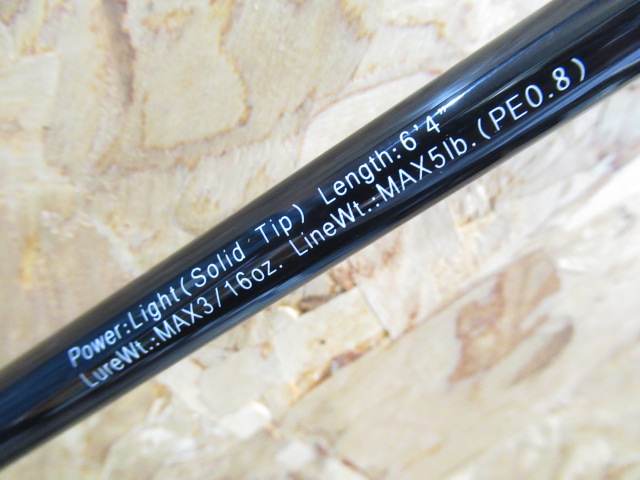 Power:Light(Solid Tip) Length:6'4"
LureWt.:MAX3/16oz. LineWt.:MAX5lb.(PE0.8)